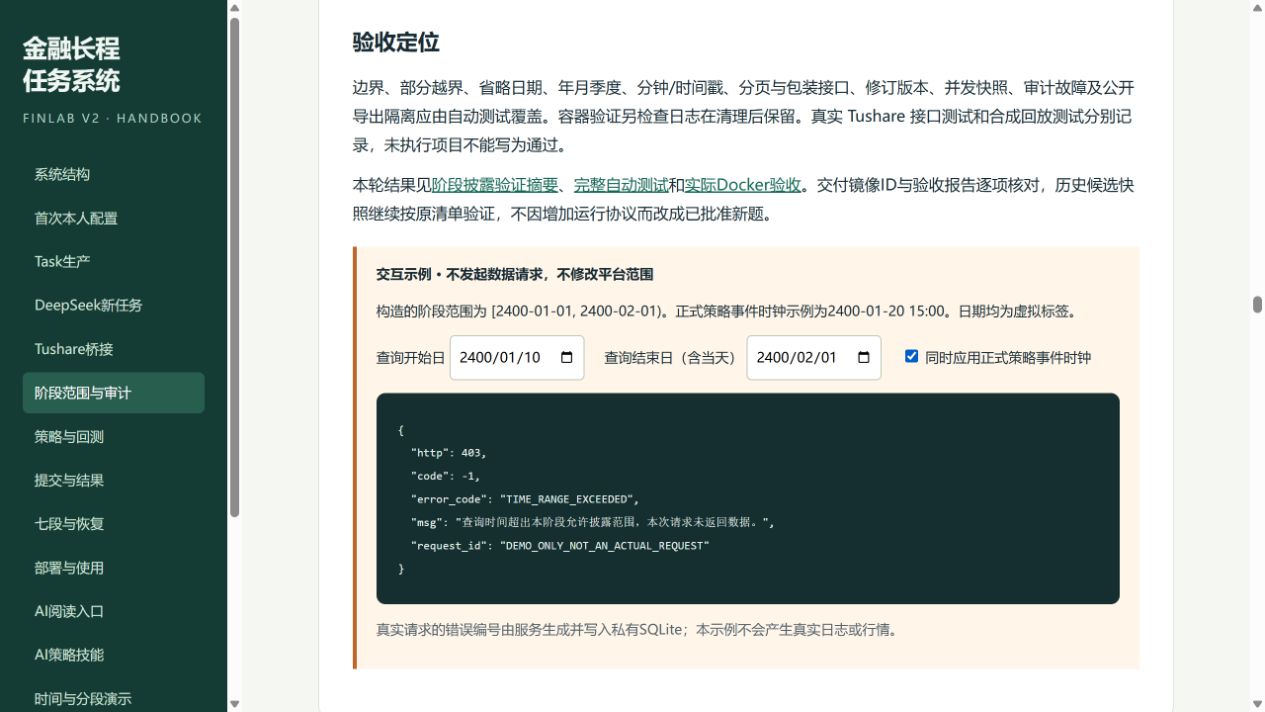 金融长程
任务系统
FINLAB V2 · HANDBOOK
系统结构
首次本人配置
Task生产
DeepSeek新任务
Tushare桥接
阶段范围与审计
策略与回测
提交与结果
七段与恢复
部署与使用
AI阅读入口
AI策略技能
时间与分段演示
验收定位
边界、部分越界、省略日期、年月季度、分钟/时间戳、分页与包装接口、修订版本、并发快照、审计故障及公开
导出隔离应由自动测试覆盖。容器验证另检查日志在清理后保留。真实 Tushare 接口测试和合成回放测试分别记
录，未执行项目不能写为通过。
本轮结果见阶段披露验证摘要、完整自动测试和实际Docker验收。交付镜像ID与验收报告逐项核对，历史候选快
照继续按原清单验证，不因增加运行协议而改成已批准新题。
交互示例 · 不发起数据请求，不修改平台范围
构造的阶段范围为 [2400-01-01, 2400-02-01)。正式策略事件时钟示例为2400-01-20 15:00。日期均为虚拟标签。
查询开始日 2400/01/10 查询结束日（含当天） 2400/02/01 同时应用正式策略事件时钟
{
"http": 403,
"code": -1,
"error_code": "TIME_RANGE_EXCEEDED",
"msg": "查询时间超出本阶段允许披露范围，本次请求未返回数据。",
"request_id": "DEMO_ONLY_NOT_AN_ACTUAL_REQUEST"
}
真实请求的错误编号由服务生成并写入私有SQLite；本示例不会产生真实日志或行情。